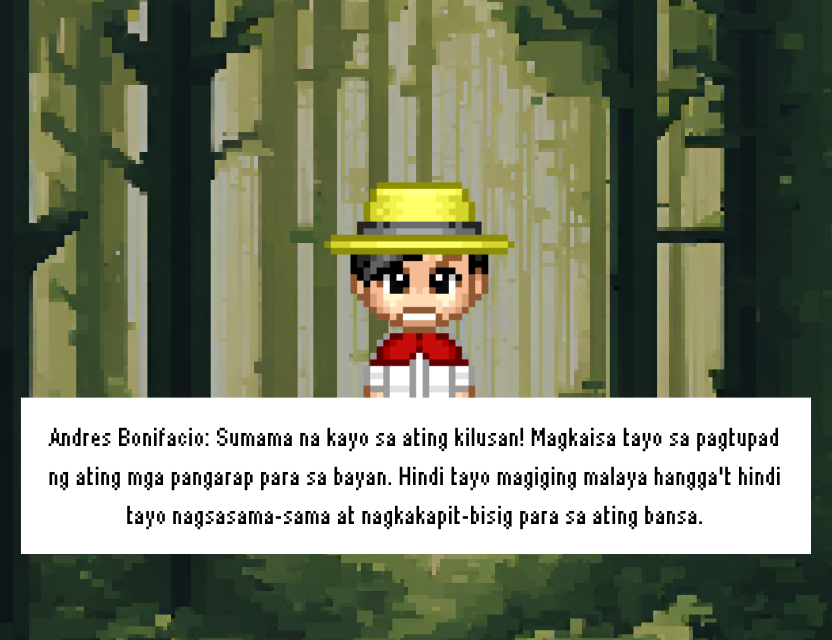 Andres Bonifacio: Sumama na kayo sa ating kilusan! Magkaisa tayo sa pagtupad
ng ating mga pangarap para sa bayan. Hindi tayo magiging malaya hangga't hindi
tayo nagsasama-sama at nagkakapit-bisig para sa ating bansa.